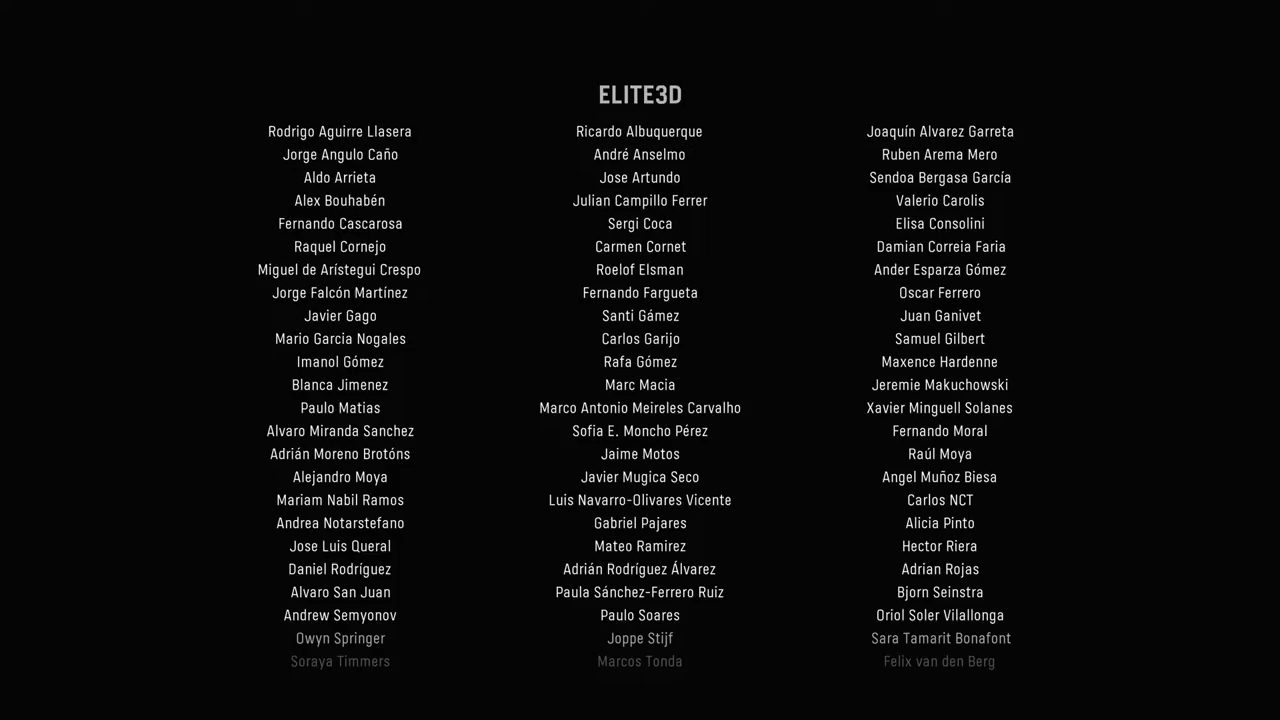 ELITE3D
Rodrigo Aguirre Llasera Ricardo Albuquerque Joaquín Alvarez Garreta
Jorge Angulo Caño André Anselmo Ruben Arema Mero
Aldo Arrieta Jose Artundo Sendoa Bergasa García
Alex Bouhabén Julian Campillo Ferrer Valerio Carolis
Fernando Cascarosa Sergi Coca Elisa Consolini
Raquel Cornejo Carmen Cornet Damian Correia Faria
Miguel de Arístegui Crespo Roelof Elsman Ander Esparza Gómez
Jorge Falcón Martínez Fernando Fargueta Oscar Ferrero
Javier Gago Santi Gámez Juan Ganivet
Mario Garcia Nogales Carlos Garijo Samuel Gilbert
Imanol Gómez Rafa Gómez Maxence Hardenne
Blanca Jimenez Marc Macia Jeremie Makuchowski
Paulo Matias Marco Antonio Meireles Carvalho Xavier Minguell Solanes
Alvaro Miranda Sanchez Sofia E. Moncho Pérez Fernando Moral
Adrián Moreno Brotóns Jaime Motos Raúl Moya
Alejandro Moya Javier Mugica Seco Angel Muñoz Biesa
Mariam Nabil Ramos Luis Navarro-Olivares Vicente Carlos NCT
Andrea Notarstefano Gabriel Pajares Alicia Pinto
Jose Luis Queral Mateo Ramirez Hector Riera
Daniel Rodríguez Adrián Rodríguez Álvarez Adrian Rojas
Alvaro San Juan Paula Sánchez-Ferrero Ruiz Bjorn Seinstra
Andrew Semyonov Paulo Soares Oriol Soler Vilallonga
Owyn Springer Joppe Stijf Sara Tamarit Bonafont
Soraya Timmers Marcos Tonda Felix van den Berg